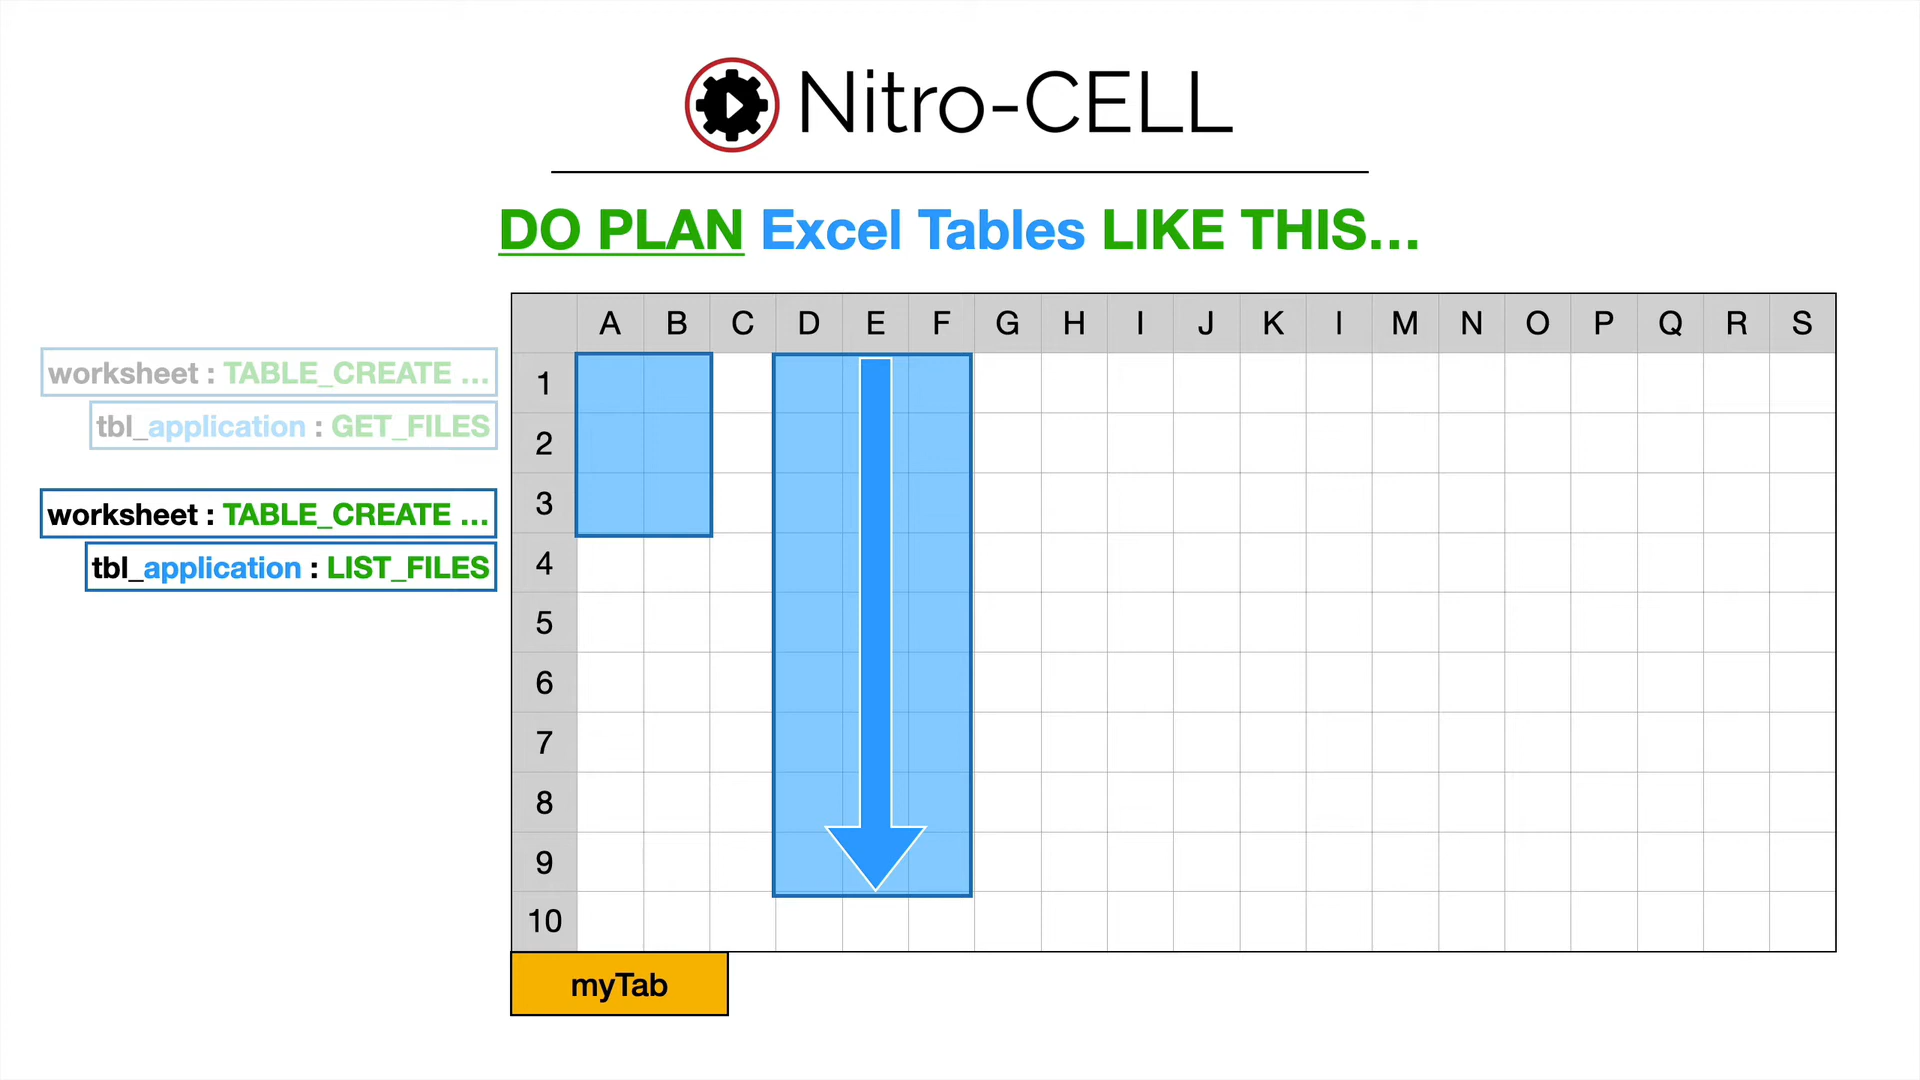 Nitro-CELL
DO PLAN Excel Tables LIKE THIS...
A B C D E F G H I J K I M N O P Q R S
worksheet : TABLE_CREATE ...
tbl_application : GET_FILES
worksheet : TABLE_CREATE ...
tbl_application : LIST_FILES
1
2
3
4
5
6
7
8
9
10
myTab